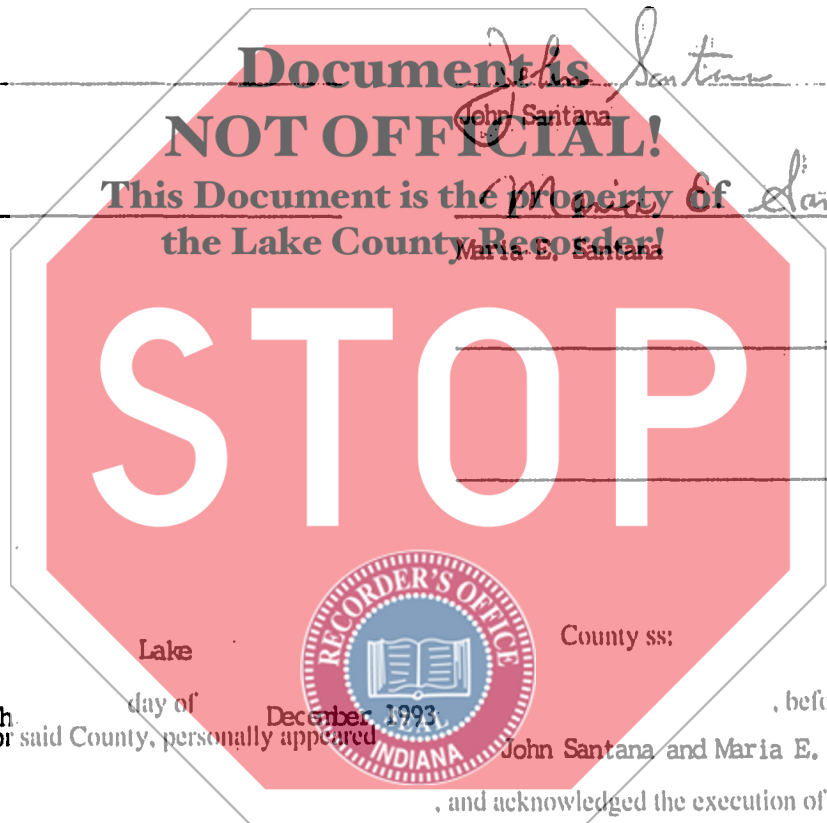 Document is
John Santana
John Santana
NOT OFFICIAL!
This Document is the property of
Maria E. San
the Lake County Recorder!
Maria E. Santana
STOP
RECORDER'S OFFICE
SEAL
INDIANA
Lake
County ss:
h day of December 1993, befo
or said County, personally appeared John Santana and Maria E.
, and acknowledged the execution of